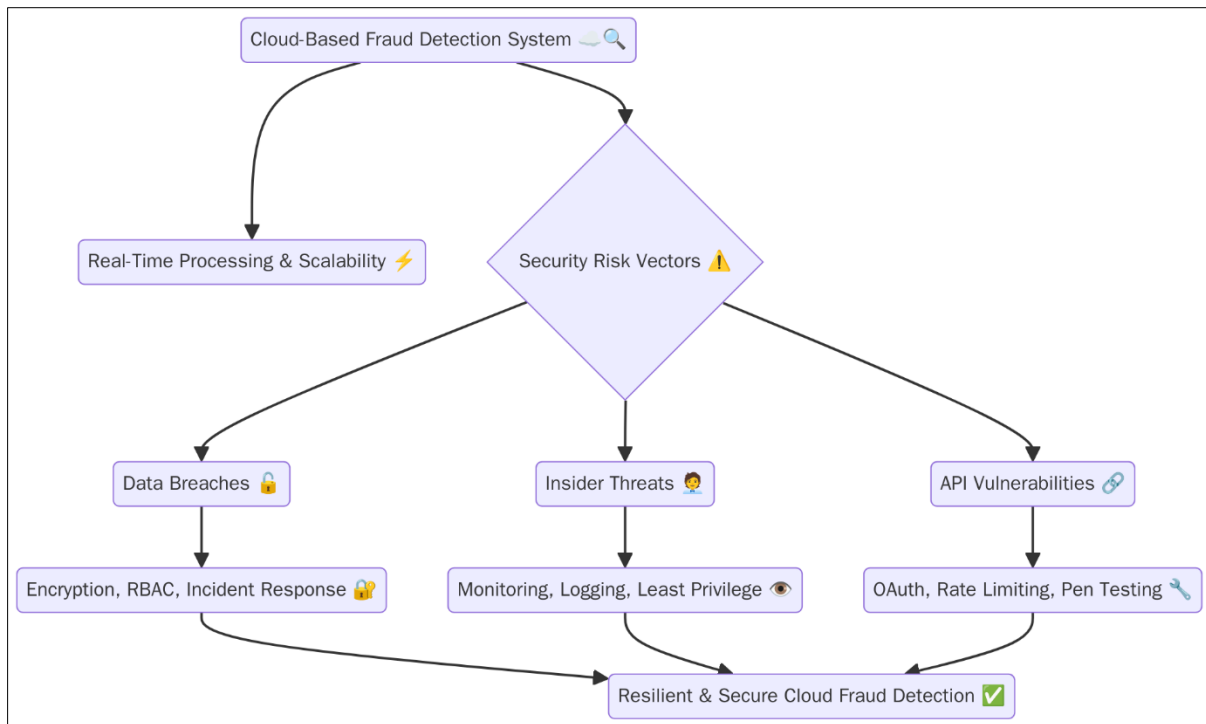 Cloud-Based Fraud Detection System ☁️🔍
Real-Time Processing & Scalability ⚡
Security Risk Vectors ⚠️
Data Breaches 🔓
Insider Threats 🧑‍💼
API Vulnerabilities 🔗
Encryption, RBAC, Incident Response 🔐
Monitoring, Logging, Least Privilege 👁️
OAuth, Rate Limiting, Pen Testing 🔧
Resilient & Secure Cloud Fraud Detection ✅